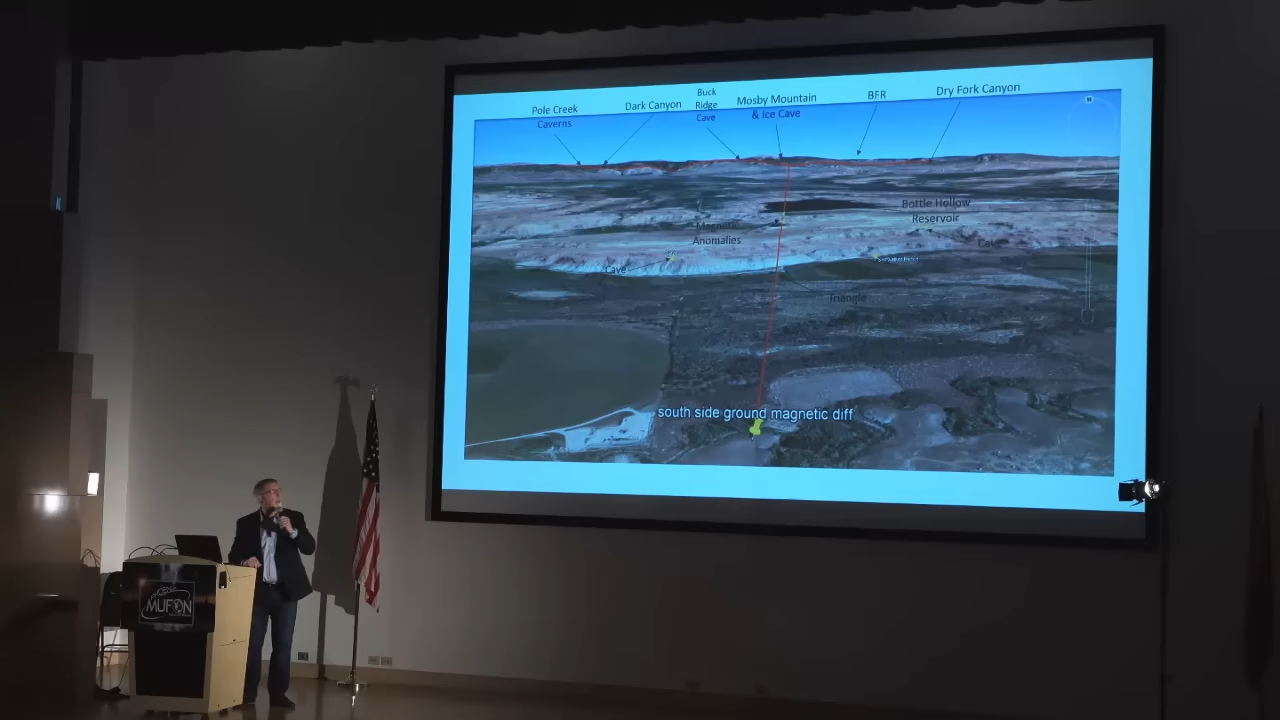 Pole Creek
Caverns
Dark Canyon
Buck
Ridge
Cave
Mosby Mountain
& Ice Cave
BFR
Dry Fork Canyon
Bottle Hollow
Reservoir
Magnetic
Anomalies
Cave
Cave
Triangle
south side ground magnetic diff
MUFON